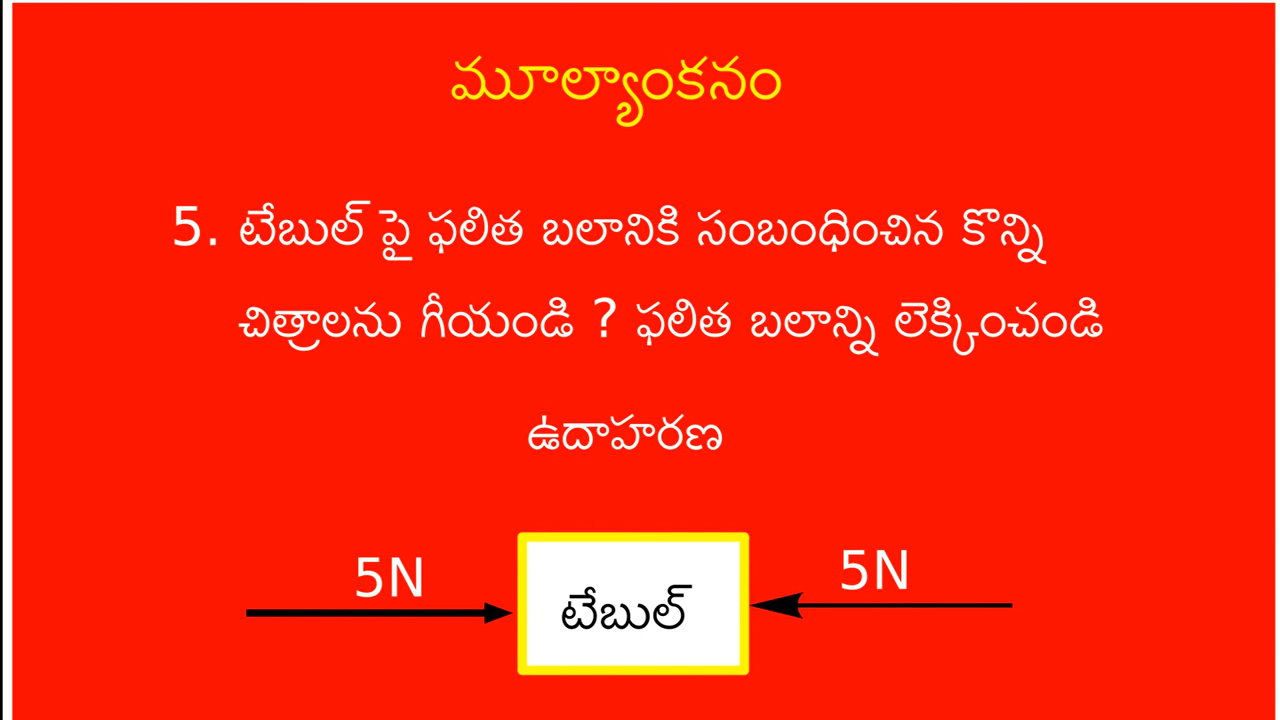 మూల్యాంకనం
5. టేబుల్ పై ఫలిత బలానికి సంబంధించిన కొన్ని
చిత్రాలను గీయండి ? ఫలిత బలాన్ని లెక్కించండి
ఉదాహరణ
5N
5N
టేబుల్